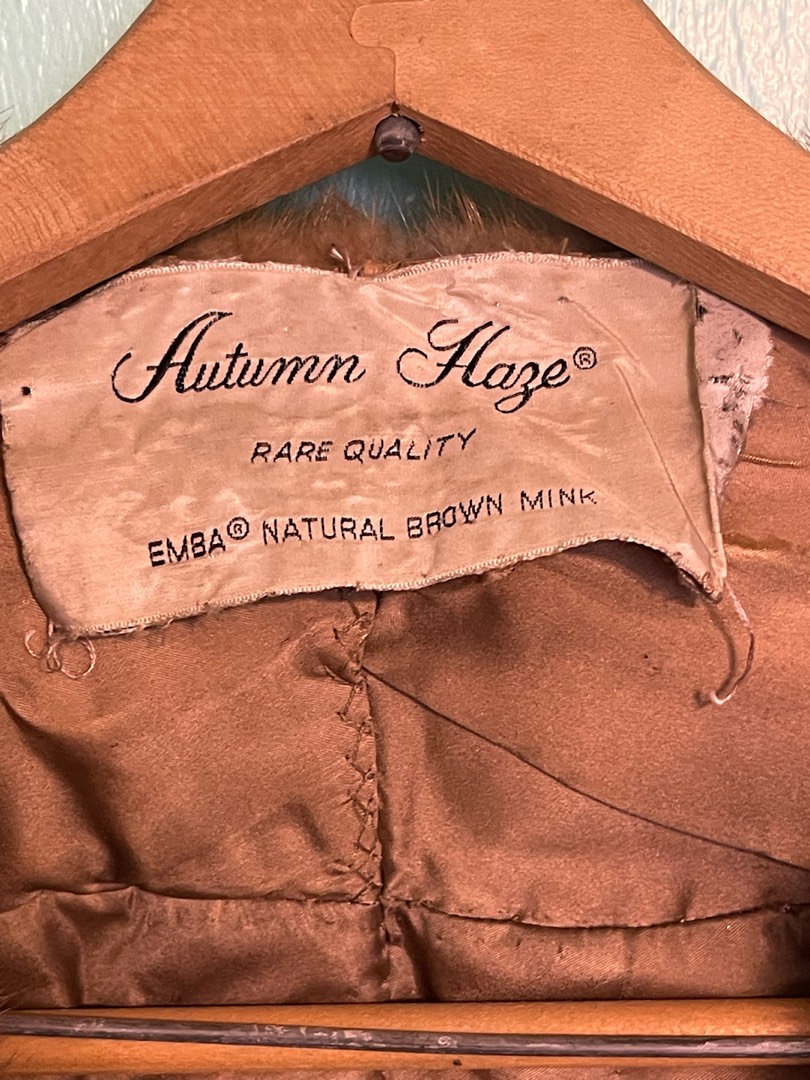 Autumn Haze®
RARE QUALITY
EMBA® NATURAL BROWN MINK